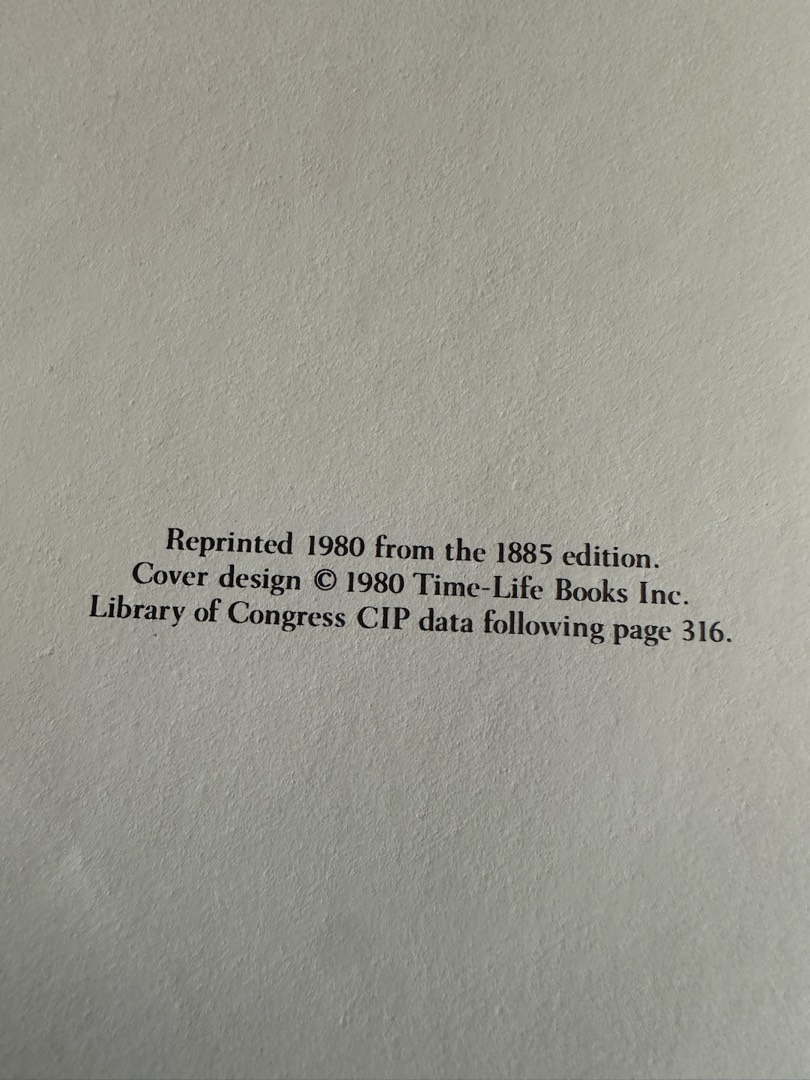 Reprinted 1980 from the 1885 edition.
Cover design © 1980 Time-Life Books Inc.
Library of Congress CIP data following page 316.